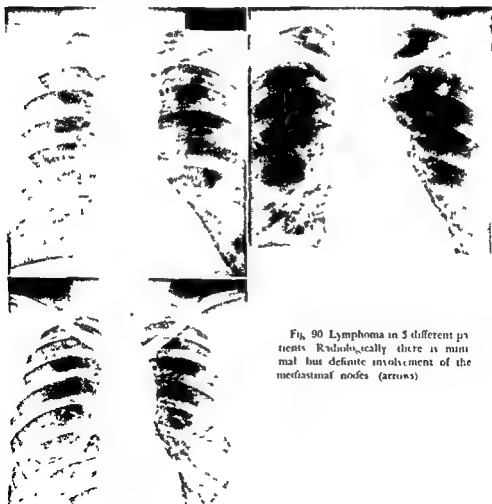 Fig. 90 Lymphoma in 5 different pa
tients Radiologically there is mini
mal but definite involvement of the
mediastinal nodes (arrows)